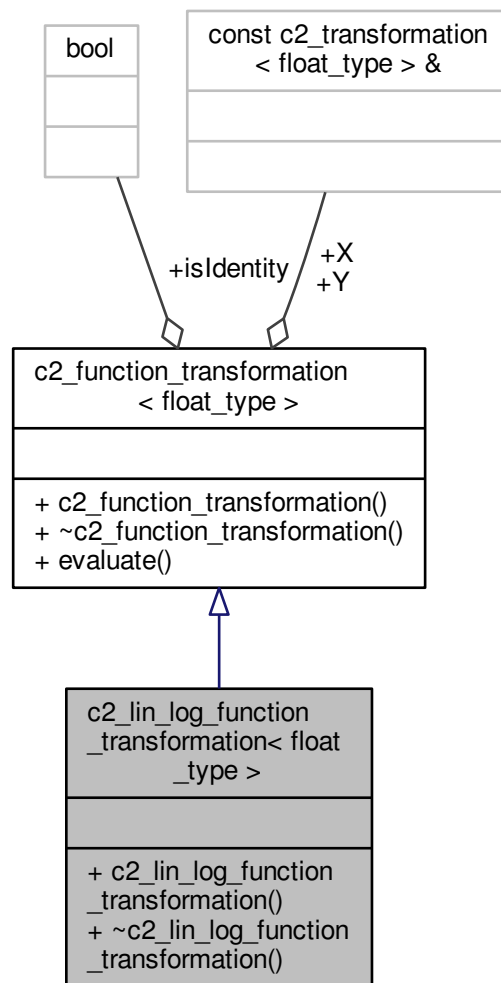 bool
const c2_transformation
< float_type > &
+isIdentity
+X
+Y
c2_function_transformation
< float_type >
+ c2_function_transformation()
+ ~c2_function_transformation()
+ evaluate()
c2_lin_log_function
_transformation< float
_type >
+ c2_lin_log_function
_transformation()
+ ~c2_lin_log_function
_transformation()